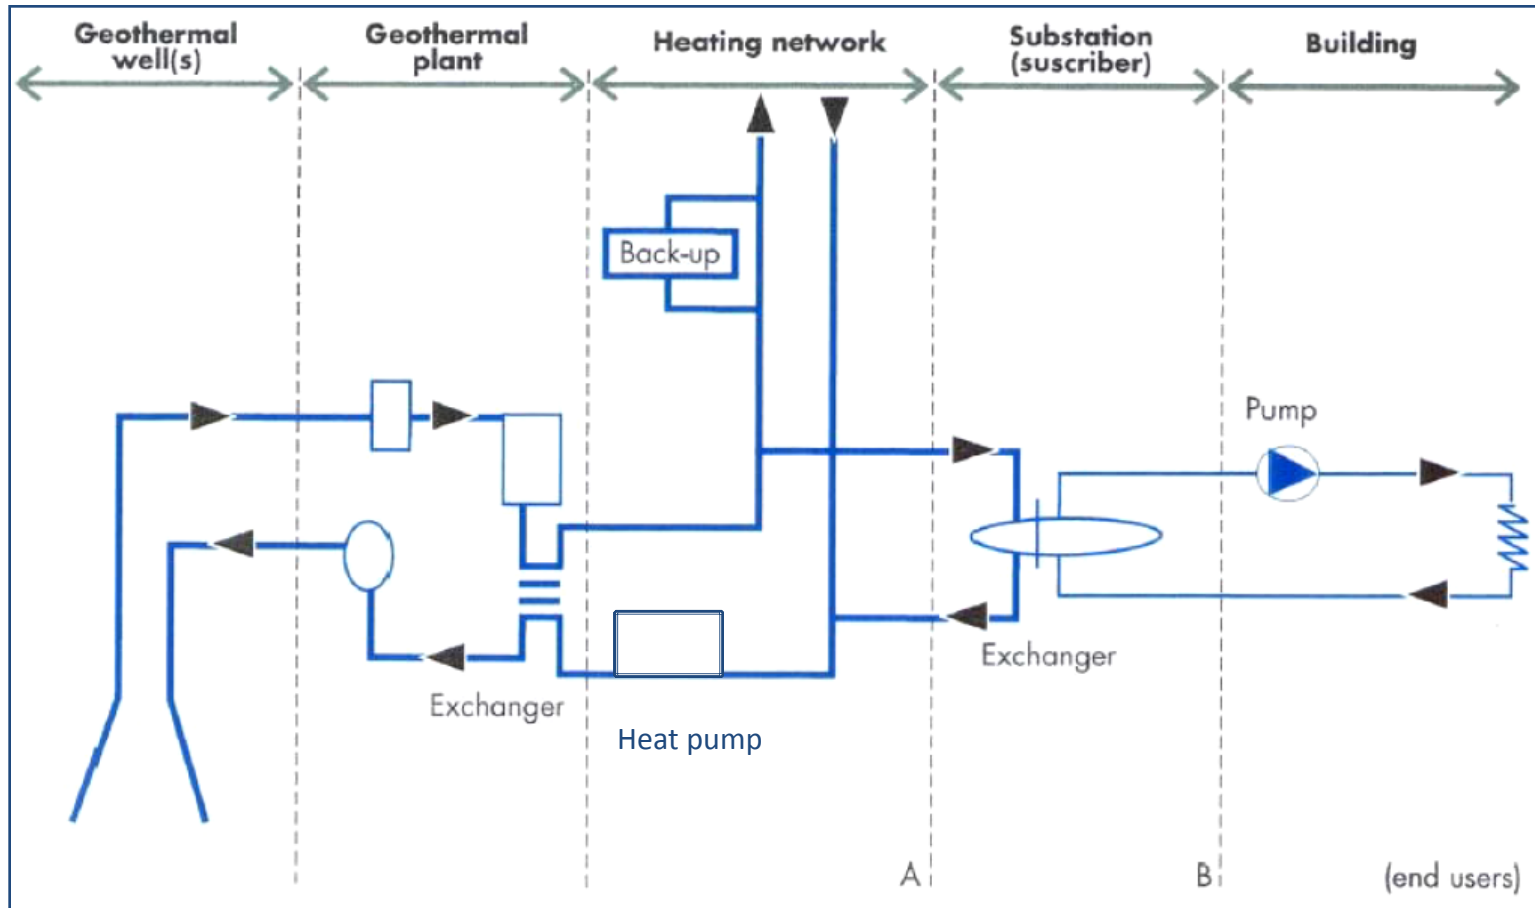 Geothermal
well(s)
Geothermal
plant
Heating network
Substation
(suscriber)
Building
Back-up
Pump
Exchanger
Exchanger
Heat pump
A
B
(end users)